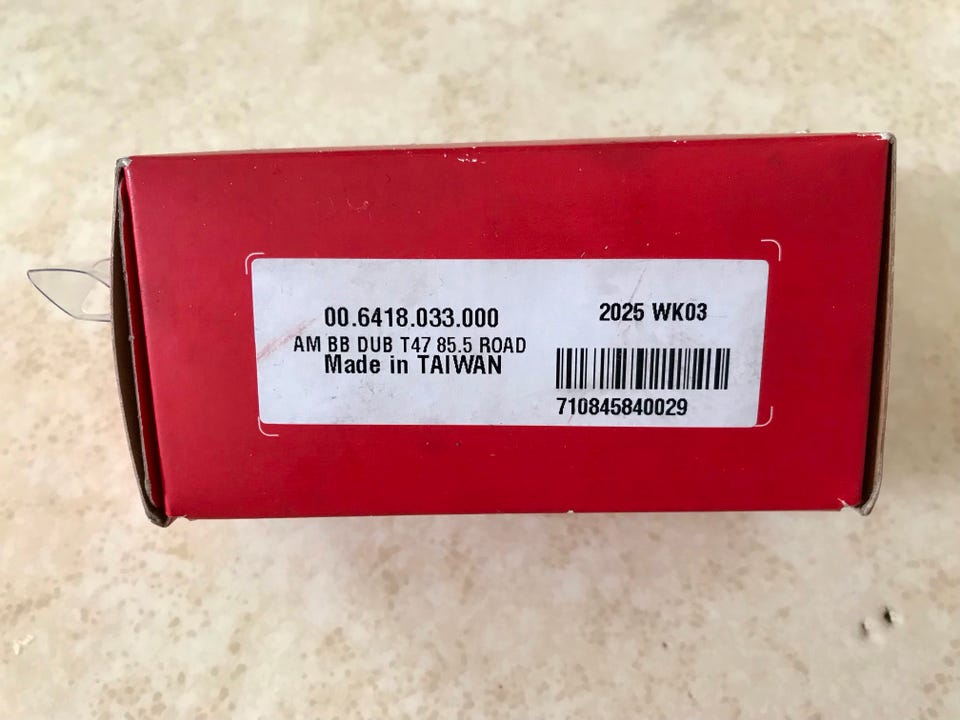 00.6418.033.000
AM BB DUB T47 85.5 ROAD
Made in TAIWAN
2025 WK03
710845840029